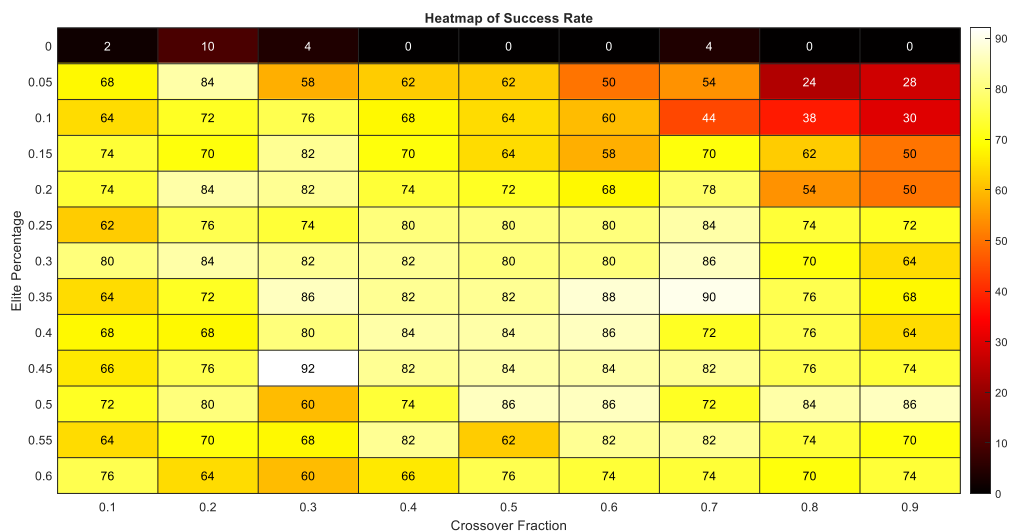 Heatmap of Success Rate
0 2 10 4 0 0 0 4 0 0
0.05 68 84 58 62 62 50 54 24 28
0.1 64 72 76 68 64 60 44 38 30
0.15 74 70 82 70 64 58 70 62 50
0.2 74 84 82 74 72 68 78 54 50
0.25 62 76 74 80 80 80 84 74 72
0.3 80 84 82 82 80 80 86 70 64
0.35 64 72 86 82 82 88 90 76 68
0.4 68 68 80 84 84 86 72 76 64
0.45 66 76 92 82 84 84 82 76 74
0.5 72 80 60 74 86 86 72 84 86
0.55 64 70 68 82 62 82 82 74 70
0.6 76 64 60 66 76 74 74 70 74
0.1 0.2 0.3 0.4 0.5 0.6 0.7 0.8 0.9
Crossover Fraction
Elite Percentage
90
80
70
60
50
40
30
20
10
0